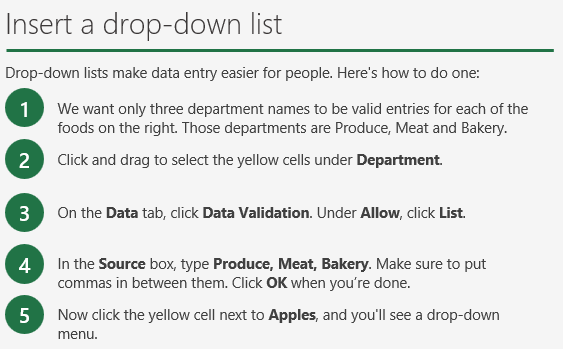 Insert a drop-down list
Drop-down lists make data entry easier for people. Here's how to do one:
1 We want only three department names to be valid entries for each of the
foods on the right. Those departments are Produce, Meat and Bakery.
2 Click and drag to select the yellow cells under Department.
3 On the Data tab, click Data Validation. Under Allow, click List.
4 In the Source box, type Produce, Meat, Bakery. Make sure to put
commas in between them. Click OK when you're done.
5 Now click the yellow cell next to Apples, and you'll see a drop-down
menu.